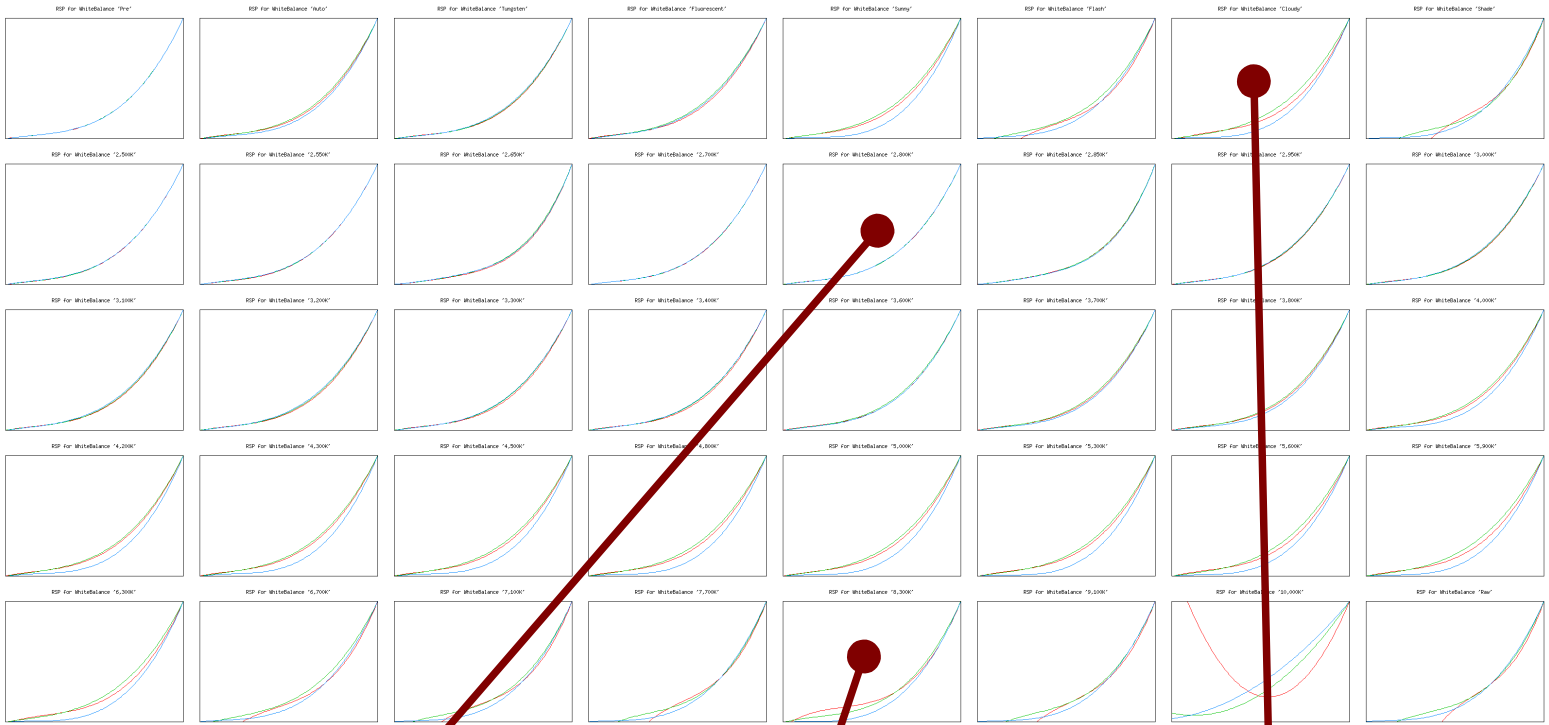 RSP for WhiteBalance 'Pre'
RSP for WhiteBalance 'Auto'
RSP for WhiteBalance 'Tungsten'
RSP for WhiteBalance 'Fluorescent'
RSP for WhiteBalance 'Sunny'
RSP for WhiteBalance 'Flash'
RSP for WhiteBalance 'Cloudy'
RSP for WhiteBalance 'Shade'
RSP for WhiteBalance '2,500K'
RSP for WhiteBalance '2,550K'
RSP for WhiteBalance '2,650K'
RSP for WhiteBalance '2,700K'
RSP for WhiteBalance '2,800K'
RSP for WhiteBalance '2,850K'
RSP for WhiteBalance '2,950K'
RSP for WhiteBalance '3,000K'
RSP for WhiteBalance '3,100K'
RSP for WhiteBalance '3,200K'
RSP for WhiteBalance '3,300K'
RSP for WhiteBalance '3,400K'
RSP for WhiteBalance '3,600K'
RSP for WhiteBalance '3,700K'
RSP for WhiteBalance '3,800K'
RSP for WhiteBalance '4,000K'
RSP for WhiteBalance '4,200K'
RSP for WhiteBalance '4,300K'
RSP for WhiteBalance '4,500K'
RSP for WhiteBalance '4,800K'
RSP for WhiteBalance '5,000K'
RSP for WhiteBalance '5,300K'
RSP for WhiteBalance '5,600K'
RSP for WhiteBalance '5,900K'
RSP for WhiteBalance '6,300K'
RSP for WhiteBalance '6,700K'
RSP for WhiteBalance '7,100K'
RSP for WhiteBalance '7,700K'
RSP for WhiteBalance '8,300K'
RSP for WhiteBalance '9,100K'
RSP for WhiteBalance '10,000K'
RSP for WhiteBalance 'Raw'